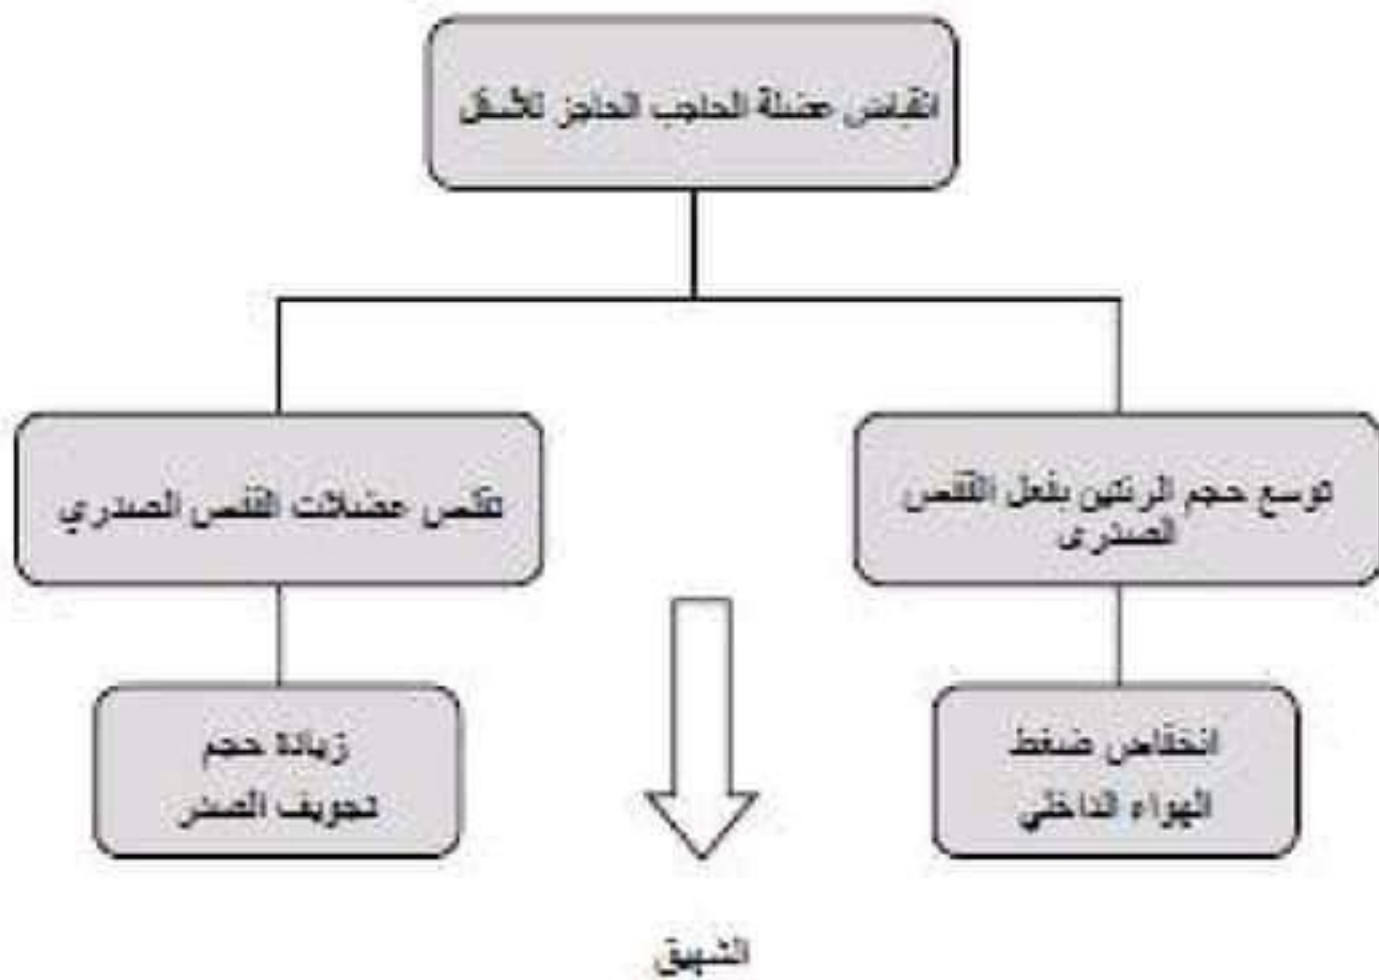 انقباض عضلة الحاجب الحاجز للأسفل
توسع حجم الرئتين بفعل القفص
الصدرى
تقلص عضلات القفص الصدري
انخفاض ضغط
الهواء الداخلي
زيادة حجم
تجويف الصدر
الشهيق